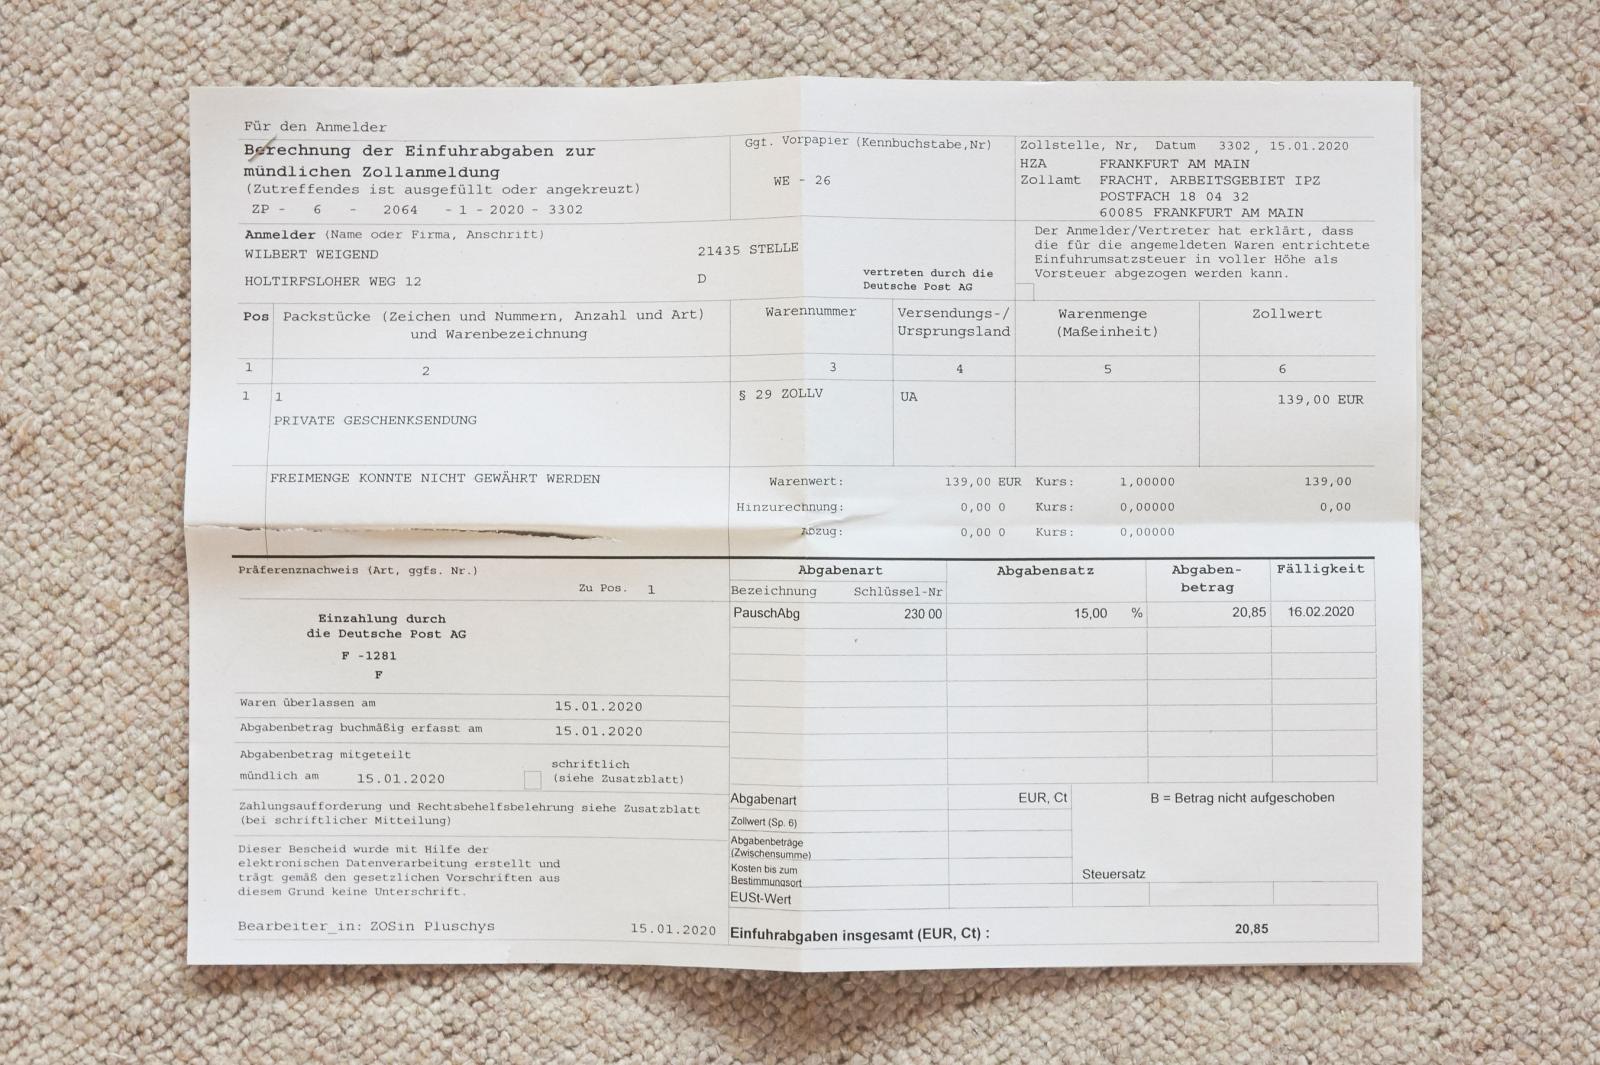 Für den Anmelder
Berechnung der Einfuhrabgaben zur
mündlichen Zollanmeldung
(Zutreffendes ist ausgefüllt oder angekreuzt)
ZP - 6 - 2064 - 1 - 2020 - 3302
Ggt. Vorpapier (Kennbuchstabe,Nr)
WE - 26
Zollstelle, Nr, Datum 3302, 15.01.2020
HZA FRANKFURT AM MAIN
Zollamt FRACHT, ARBEITSGEBIET IPZ
POSTFACH 18 04 32
60085 FRANKFURT AM MAIN
Anmelder (Name oder Firma, Anschrift)
WILBERT WEIGEND 21435 STELLE
HOLTIRFSLOHER WEG 12 D
vertreten durch die
Deutsche Post AG
Der Anmelder/Vertreter hat erklärt, dass
die für die angemeldeten Waren entrichtete
Einfuhrumsatzsteuer in voller Höhe als
Vorsteuer abgezogen werden kann.
Pos Packstücke (Zeichen und Nummern, Anzahl und Art)
und Warenbezeichnung
Warennummer
Versendungs-/
Ursprungsland
Warenmenge
(Maßeinheit)
Zollwert
1 2 3 4 5 6
1 1 § 29 ZOLLV UA 139,00 EUR
PRIVATE GESCHENKSENDUNG
FREIMENGE KONNTE NICHT GEWÄHRT WERDEN
Warenwert: 139,00 EUR Kurs: 1,00000 139,00
Hinzurechnung: 0,00 0 Kurs: 0,00000 0,00
Abzug: 0,00 0 Kurs: 0,00000
Präferenznachweis (Art, ggfs. Nr.)
Zu Pos. 1
Einzahlung durch
die Deutsche Post AG
F -1281
F
Waren überlassen am 15.01.2020
Abgabenbetrag buchmäßig erfasst am 15.01.2020
Abgabenbetrag mitgeteilt
mündlich am 15.01.2020
schriftlich
(siehe Zusatzblatt)
Zahlungsaufforderung und Rechtsbehelfsbelehrung siehe Zusatzblatt
(bei schriftlicher Mitteilung)
Dieser Bescheid wurde mit Hilfe der
elektronischen Datenverarbeitung erstellt und
trägt gemäß den gesetzlichen Vorschriften aus
diesem Grund keine Unterschrift.
Bearbeiter_in: ZOSin Pluschys 15.01.2020
Abgabenart Abgabensatz Abgaben-
betrag
Fälligkeit
Bezeichnung Schlüssel-Nr
PauschAbg 230 00 15,00 % 20,85 16.02.2020
Abgabenart EUR, Ct B = Betrag nicht aufgeschoben
Zollwert (Sp. 6)
Abgabenbeträge
(Zwischensumme)
Kosten bis zum
Bestimmungsort
Steuersatz
EUSt-Wert
Einfuhrabgaben insgesamt (EUR, Ct) : 20,85